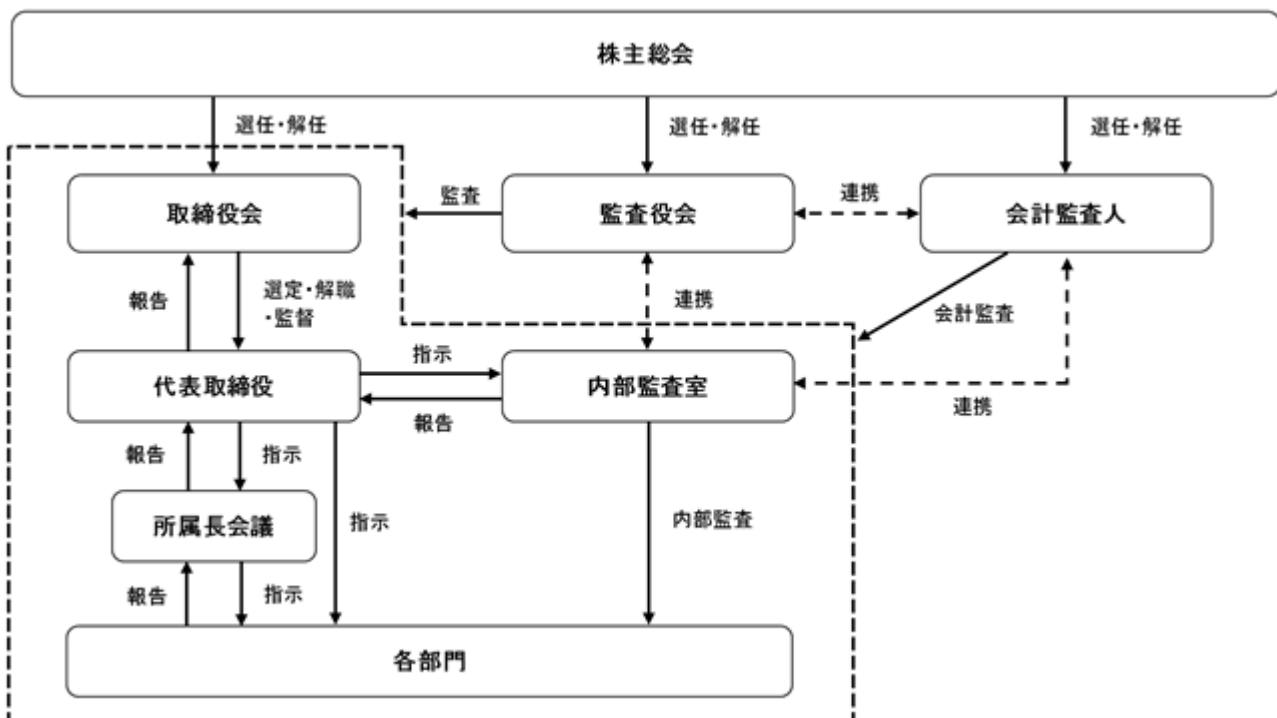 株主総会
選任・解任
選任・解任
選任・解任
取締役会
監査
監査役会
連携
会計監査人
報告
選定・解職
・監督
連携
会計監査
代表取締役
指示
報告
内部監査室
連携
報告
指示
所属長会議
指示
内部監査
報告
指示
各部門